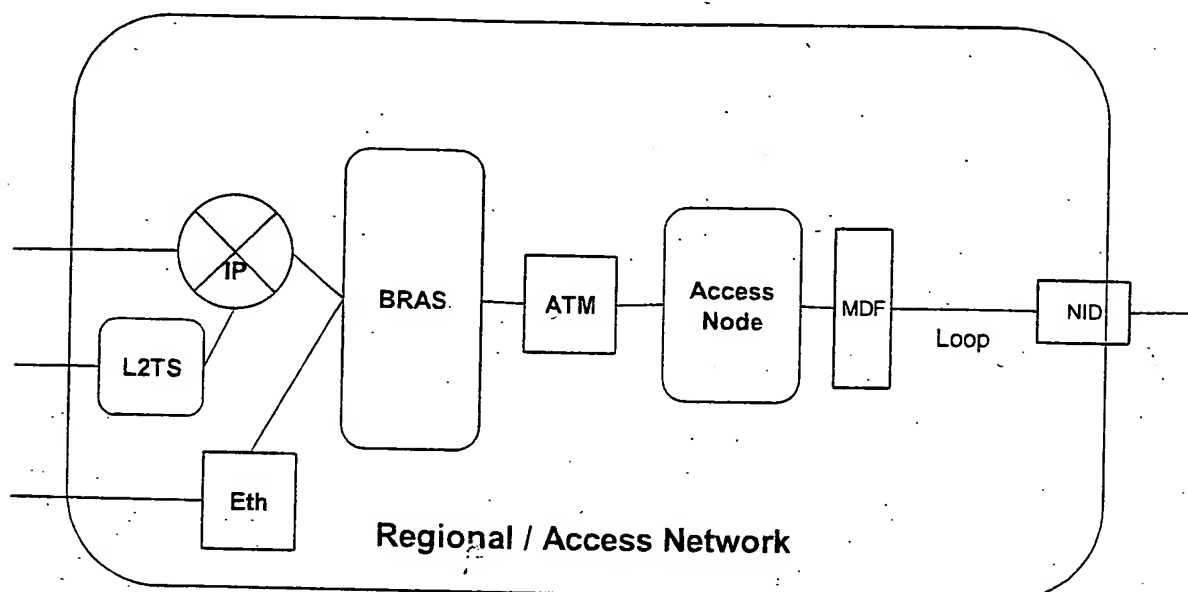 IP
BRAS
ATM
Access
Node
MDF
Loop
NID
L2TS
Eth
Regional / Access Network